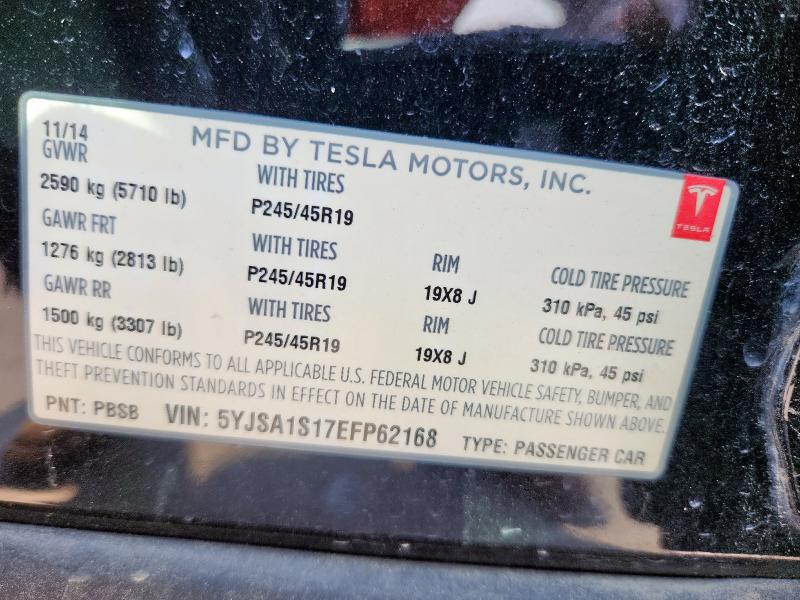 11/14 MFD BY TESLA MOTORS, INC.
GVWR WITH TIRES
2590 kg (5710 lb) P245/45R19
GAWR FRT WITH TIRES RIM COLD TIRE PRESSURE
1276 kg (2813 lb) P245/45R19 19X8 J 310 kPa, 45 psi
GAWR RR WITH TIRES RIM COLD TIRE PRESSURE
1500 kg (3307 lb) P245/45R19 19X8 J 310 kPa, 45 psi
THIS VEHICLE CONFORMS TO ALL APPLICABLE U.S. FEDERAL MOTOR VEHICLE SAFETY, BUMPER, AND
THEFT PREVENTION STANDARDS IN EFFECT ON THE DATE OF MANUFACTURE SHOWN ABOVE.
PNT: PBSB VIN: 5YJSA1S17EFP62168 TYPE: PASSENGER CAR
TESLA